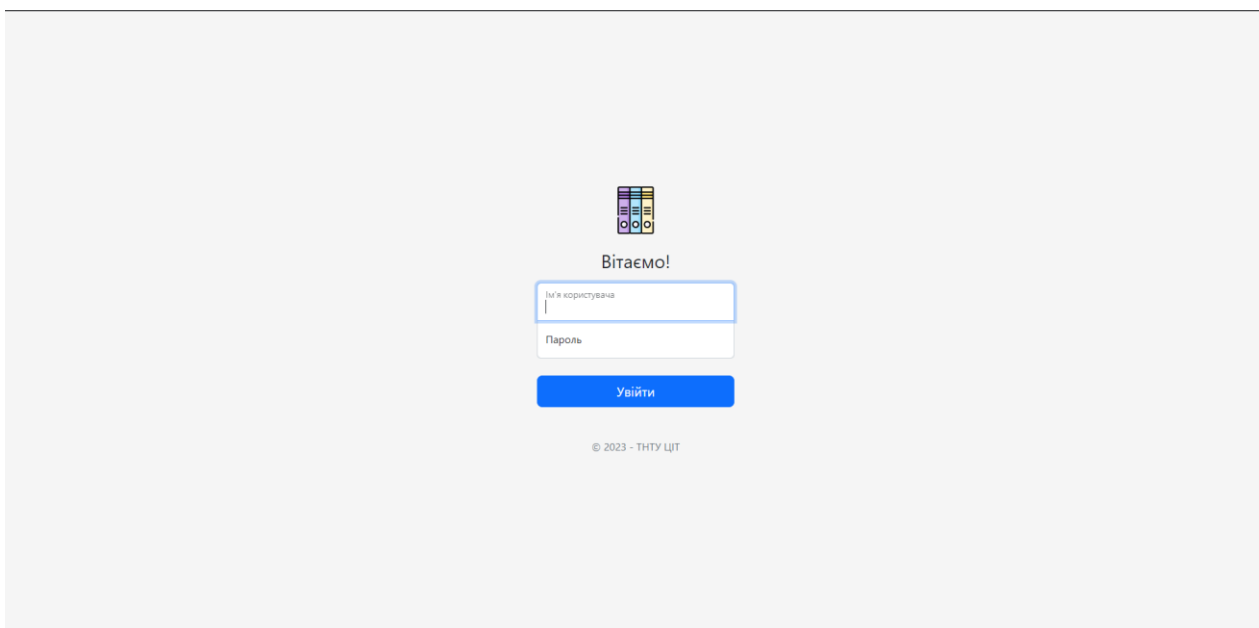 Вітаємо!
Ім'я користувача
Пароль
Увійти
© 2023 - ТНТУ ЦІТ